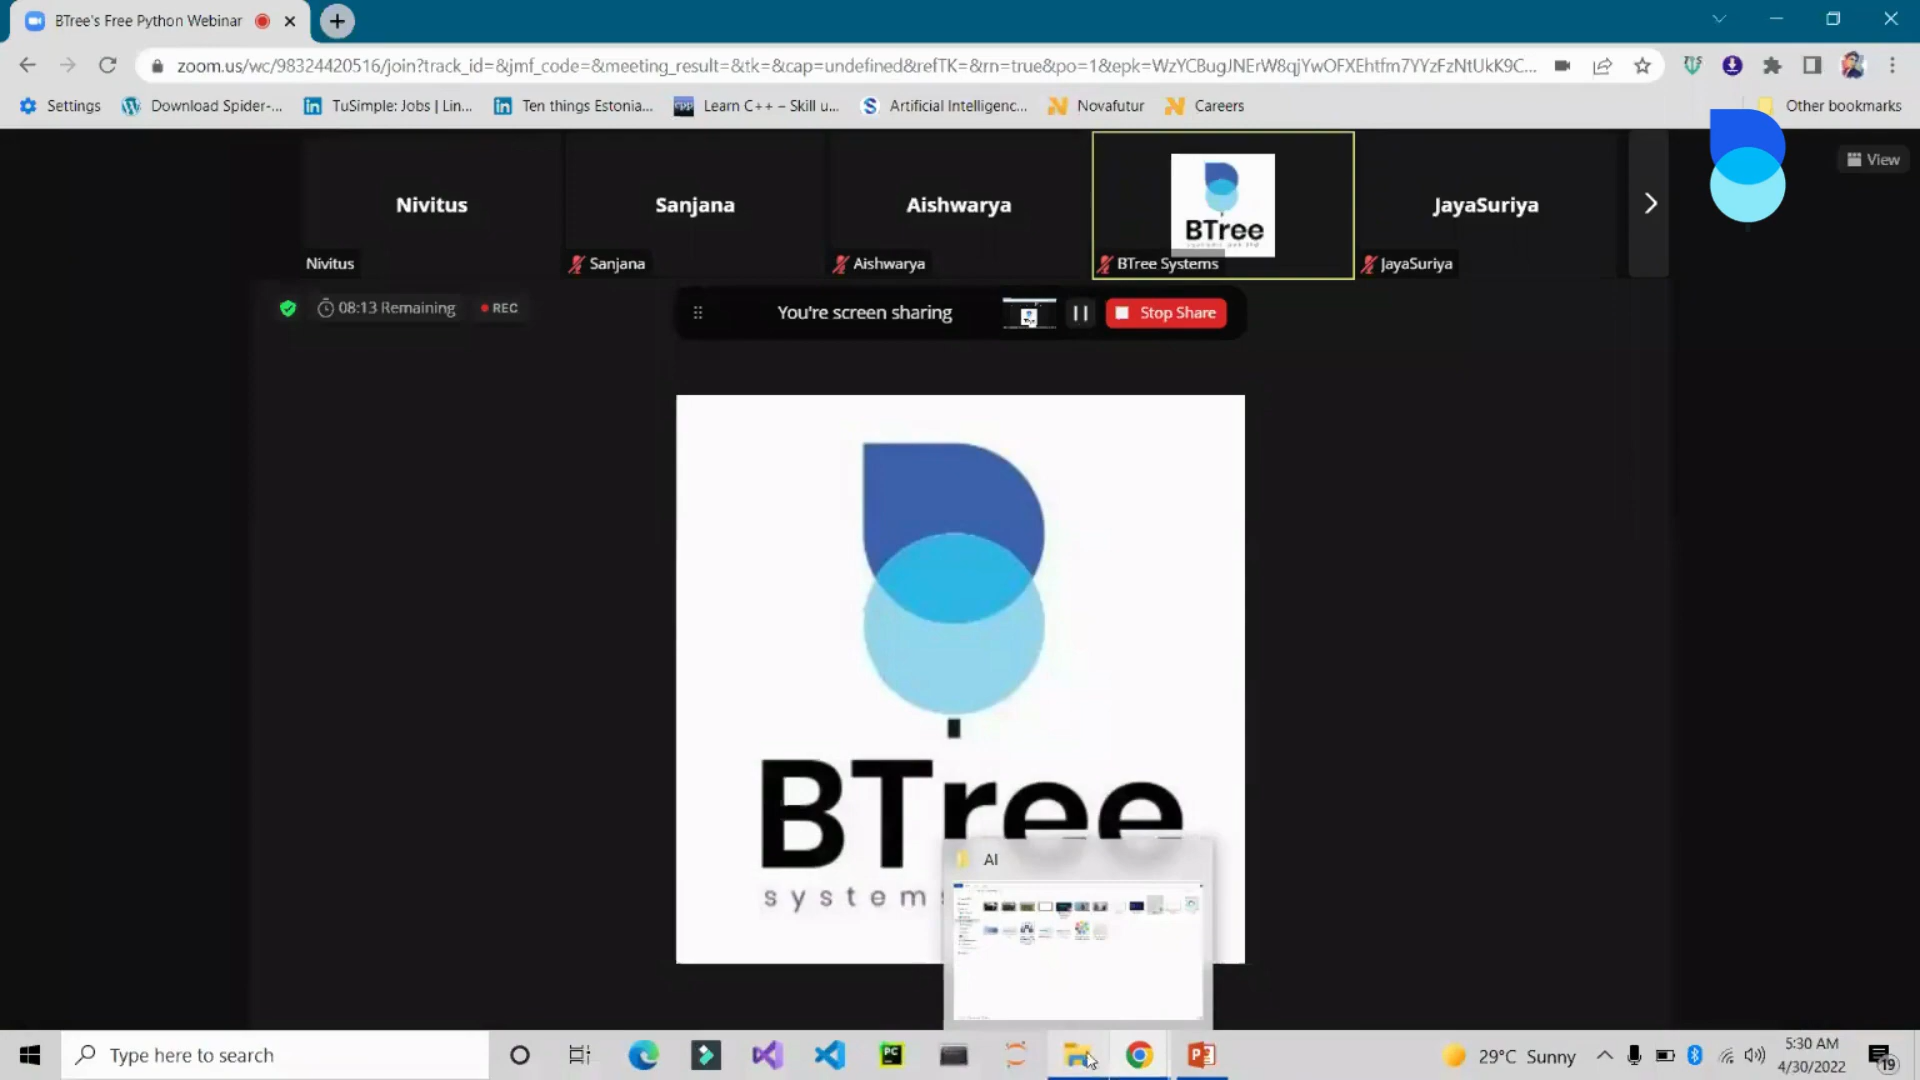 BTree's Free Python Webinar
zoom.us/wc/98324420516/join?track_id=&jmf_code=&meeting_result=&tk=&cap=undefined&refTK=&rn=true&po=1&epk=WzYCBugJNErW8qjYwOFXEhtfm7YYzFzNtUkK9C...
Settings
Download Spider-...
TuSimple: Jobs | Lin...
Ten things Estonia...
Learn C++ – Skill u...
Artificial Intelligenc...
Novafutur
Careers
Other bookmarks
View
Nivitus
Sanjana
Aishwarya
BTree
JayaSuriya
Nivitus
Sanjana
Aishwarya
BTree Systems
JayaSuriya
08:13 Remaining
REC
You're screen sharing
Stop Share
BTree
system
AI
Type here to search
PC
29°C Sunny
5:30 AM
4/30/2022
19